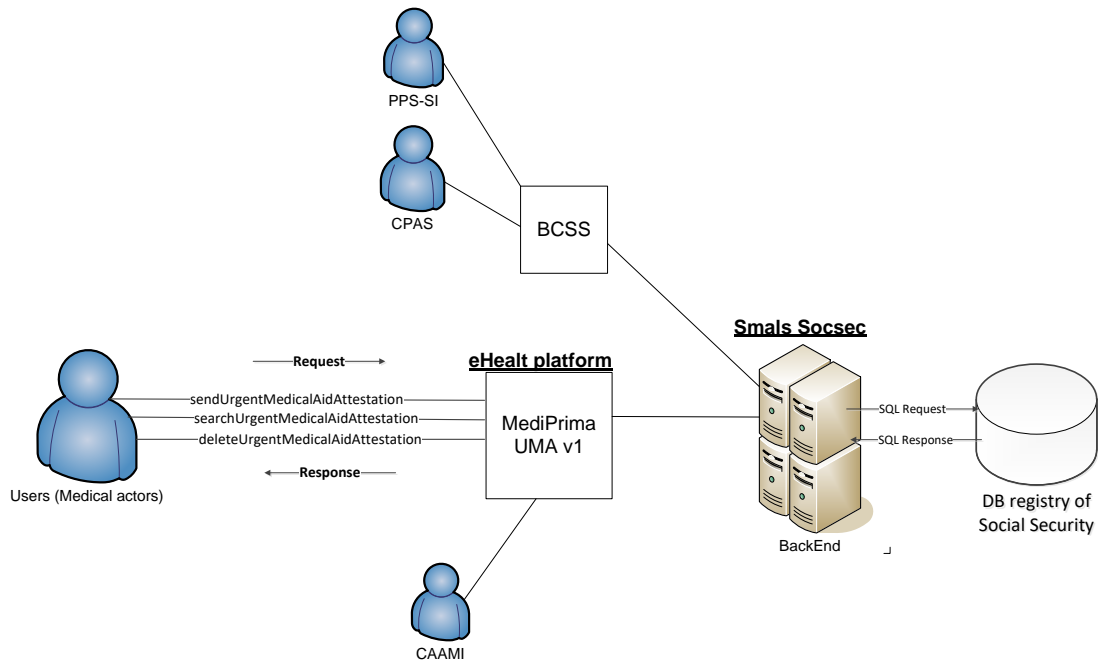 PPS-SI
CPAS
BCSS
Smals Socsec
Request
eHealt platform
sendUrgentMedicalAidAttestation
searchUrgentMedicalAidAttestation
deleteUrgentMedicalAidAttestation
MediPrima
UMA v1
SQL Request
SQL Response
Response
Users (Medical actors)
DB registry of
Social Security
BackEnd
CAAMI